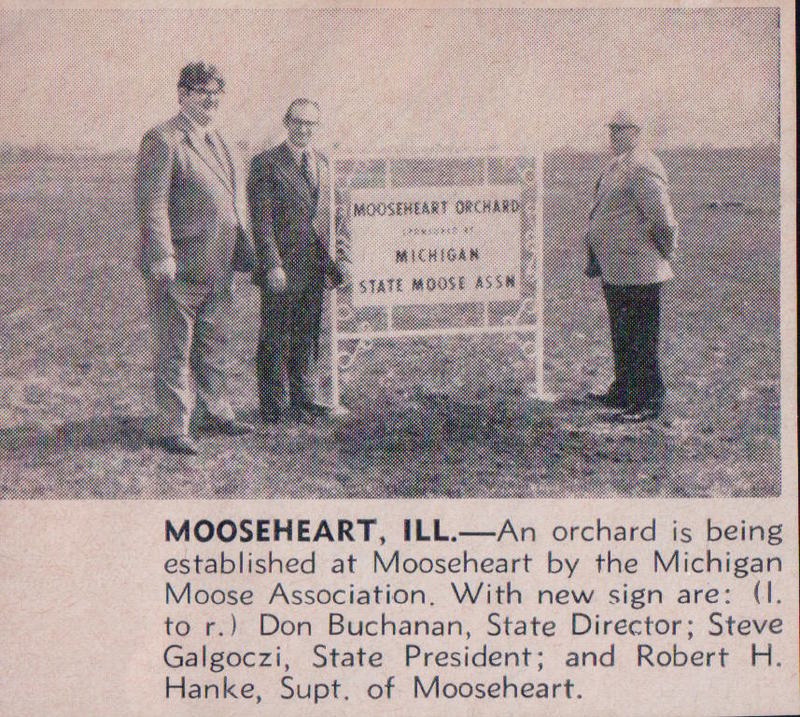 MOOSEHEART ORCHARD
SPONSORED BY
MICHIGAN
STATE MOOSE ASSN
MOOSEHEART, ILL.—An orchard is being
established at Mooseheart by the Michigan
Moose Association. With new sign are: (l.
to r.) Don Buchanan, State Director; Steve
Galgoczi, State President; and Robert H.
Hanke, Supt. of Mooseheart.